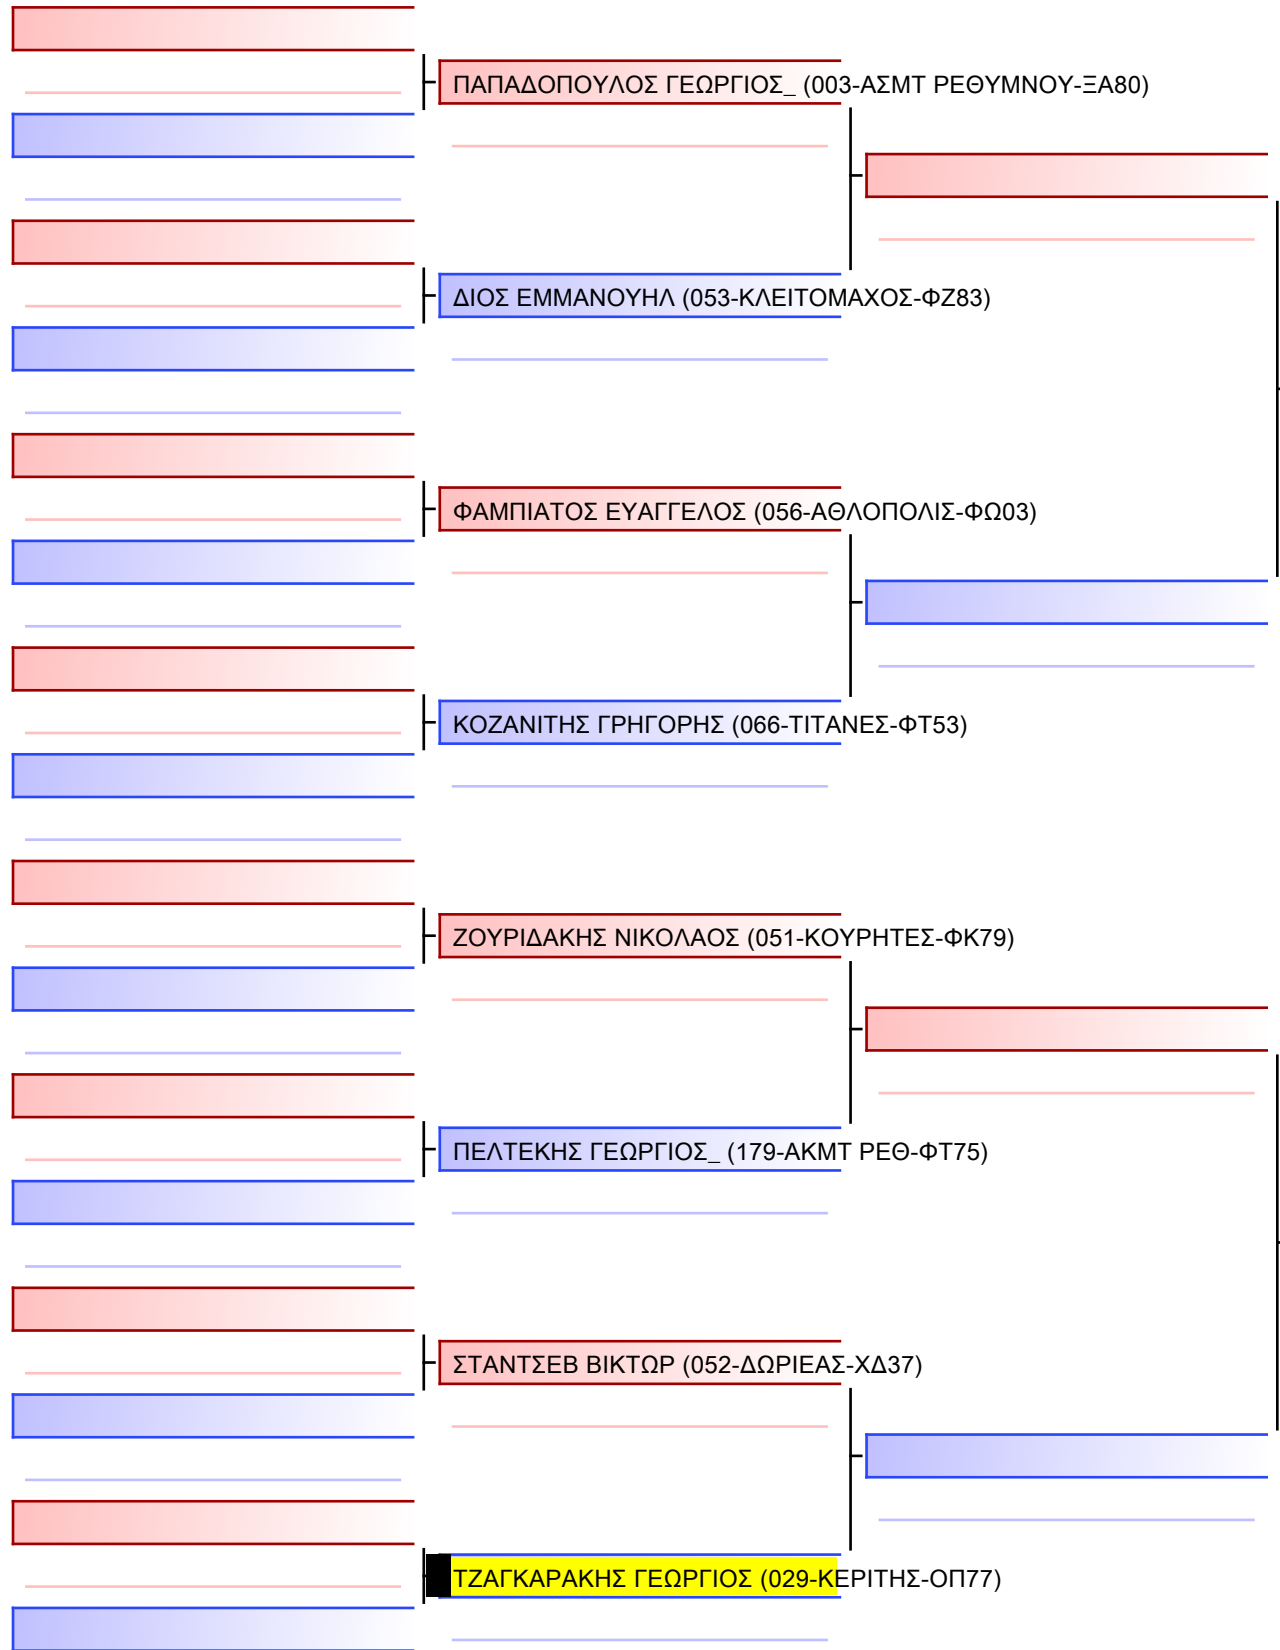 ΠΑΠΑΔΟΠΟΥΛΟΣ ΓΕΩΡΓΙΟΣ_ (003-ΑΣΜΤ ΡΕΘΥΜΝΟΥ-ΞΑ80)
ΔΙΟΣ ΕΜΜΑΝΟΥΗΛ (053-ΚΛΕΙΤΟΜΑΧΟΣ-ΦΖ83)
ΦΑΜΠΙΑΤΟΣ ΕΥΑΓΓΕΛΟΣ (056-ΑΘΛΟΠΟΛΙΣ-ΦΩ03)
ΚΟΖΑΝΙΤΗΣ ΓΡΗΓΟΡΗΣ (066-ΤΙΤΑΝΕΣ-ΦΤ53)
ΖΟΥΡΙΔΑΚΗΣ ΝΙΚΟΛΑΟΣ (051-ΚΟΥΡΗΤΕΣ-ΦΚ79)
ΠΕΛΤΕΚΗΣ ΓΕΩΡΓΙΟΣ_ (179-ΑΚΜΤ ΡΕΘ-ΦΤ75)
ΣΤΑΝΤΣΕΒ ΒΙΚΤΩΡ (052-ΔΩΡΙΕΑΣ-ΧΔ37)
ΤΖΑΓΚΑΡΑΚΗΣ ΓΕΩΡΓΙΟΣ (029-ΚΕΡΙΤΗΣ-ΟΠ77)